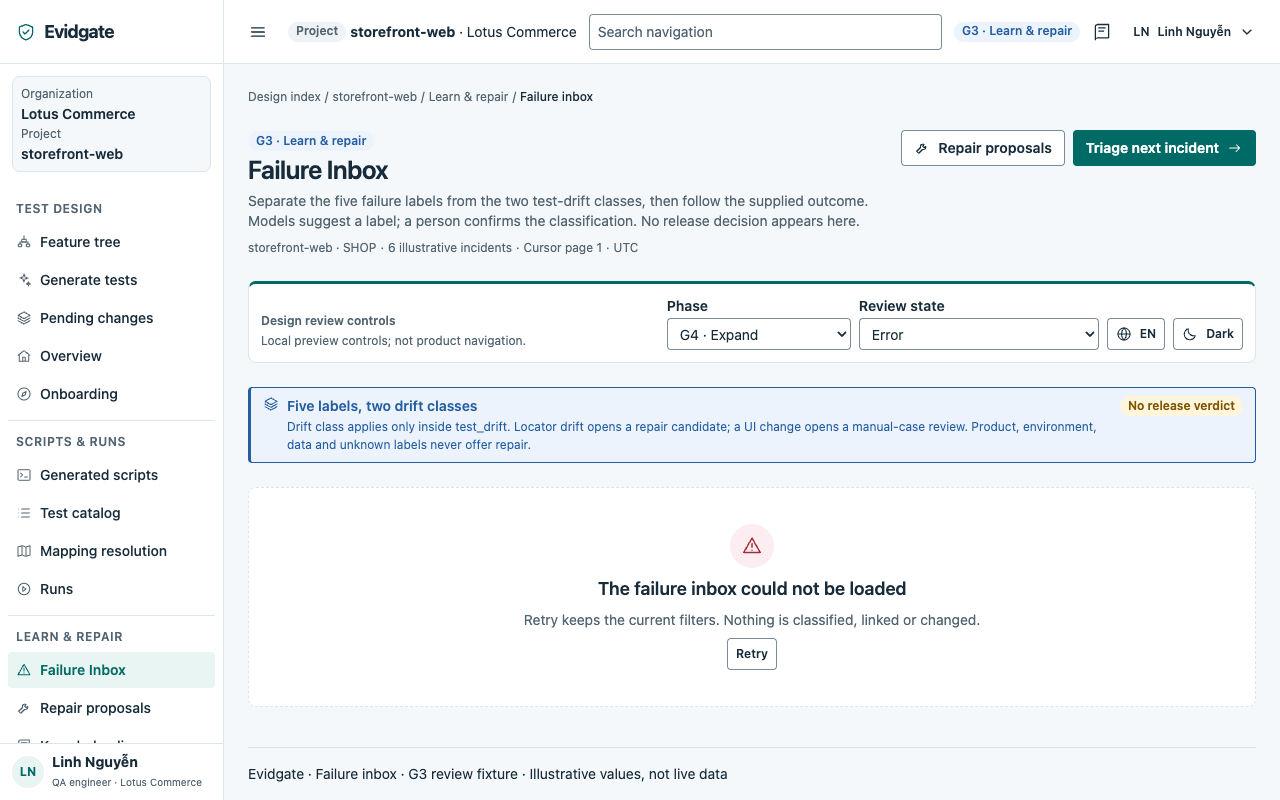 Evidgate
Project storefront-web · Lotus Commerce
Search navigation
G3 · Learn & repair
LN Linh Nguyễn
Organization
Lotus Commerce
Project
storefront-web
TEST DESIGN
Feature tree
Generate tests
Pending changes
Overview
Onboarding
SCRIPTS & RUNS
Generated scripts
Test catalog
Mapping resolution
Runs
LEARN & REPAIR
Failure Inbox
Repair proposals
LN
Linh Nguyễn
QA engineer · Lotus Commerce
Design index / storefront-web / Learn & repair / Failure inbox
G3 · Learn & repair
Failure Inbox
Separate the five failure labels from the two test-drift classes, then follow the supplied outcome.
Models suggest a label; a person confirms the classification. No release decision appears here.
storefront-web · SHOP · 6 illustrative incidents · Cursor page 1 · UTC
Repair proposals
Triage next incident
Design review controls
Local preview controls; not product navigation.
Phase
G4 · Expand
Review state
Error
EN
Dark
Five labels, two drift classes
Drift class applies only inside test_drift. Locator drift opens a repair candidate; a UI change opens a manual-case review. Product, environment,
data and unknown labels never offer repair.
No release verdict
The failure inbox could not be loaded
Retry keeps the current filters. Nothing is classified, linked or changed.
Retry
Evidgate · Failure inbox · G3 review fixture · Illustrative values, not live data